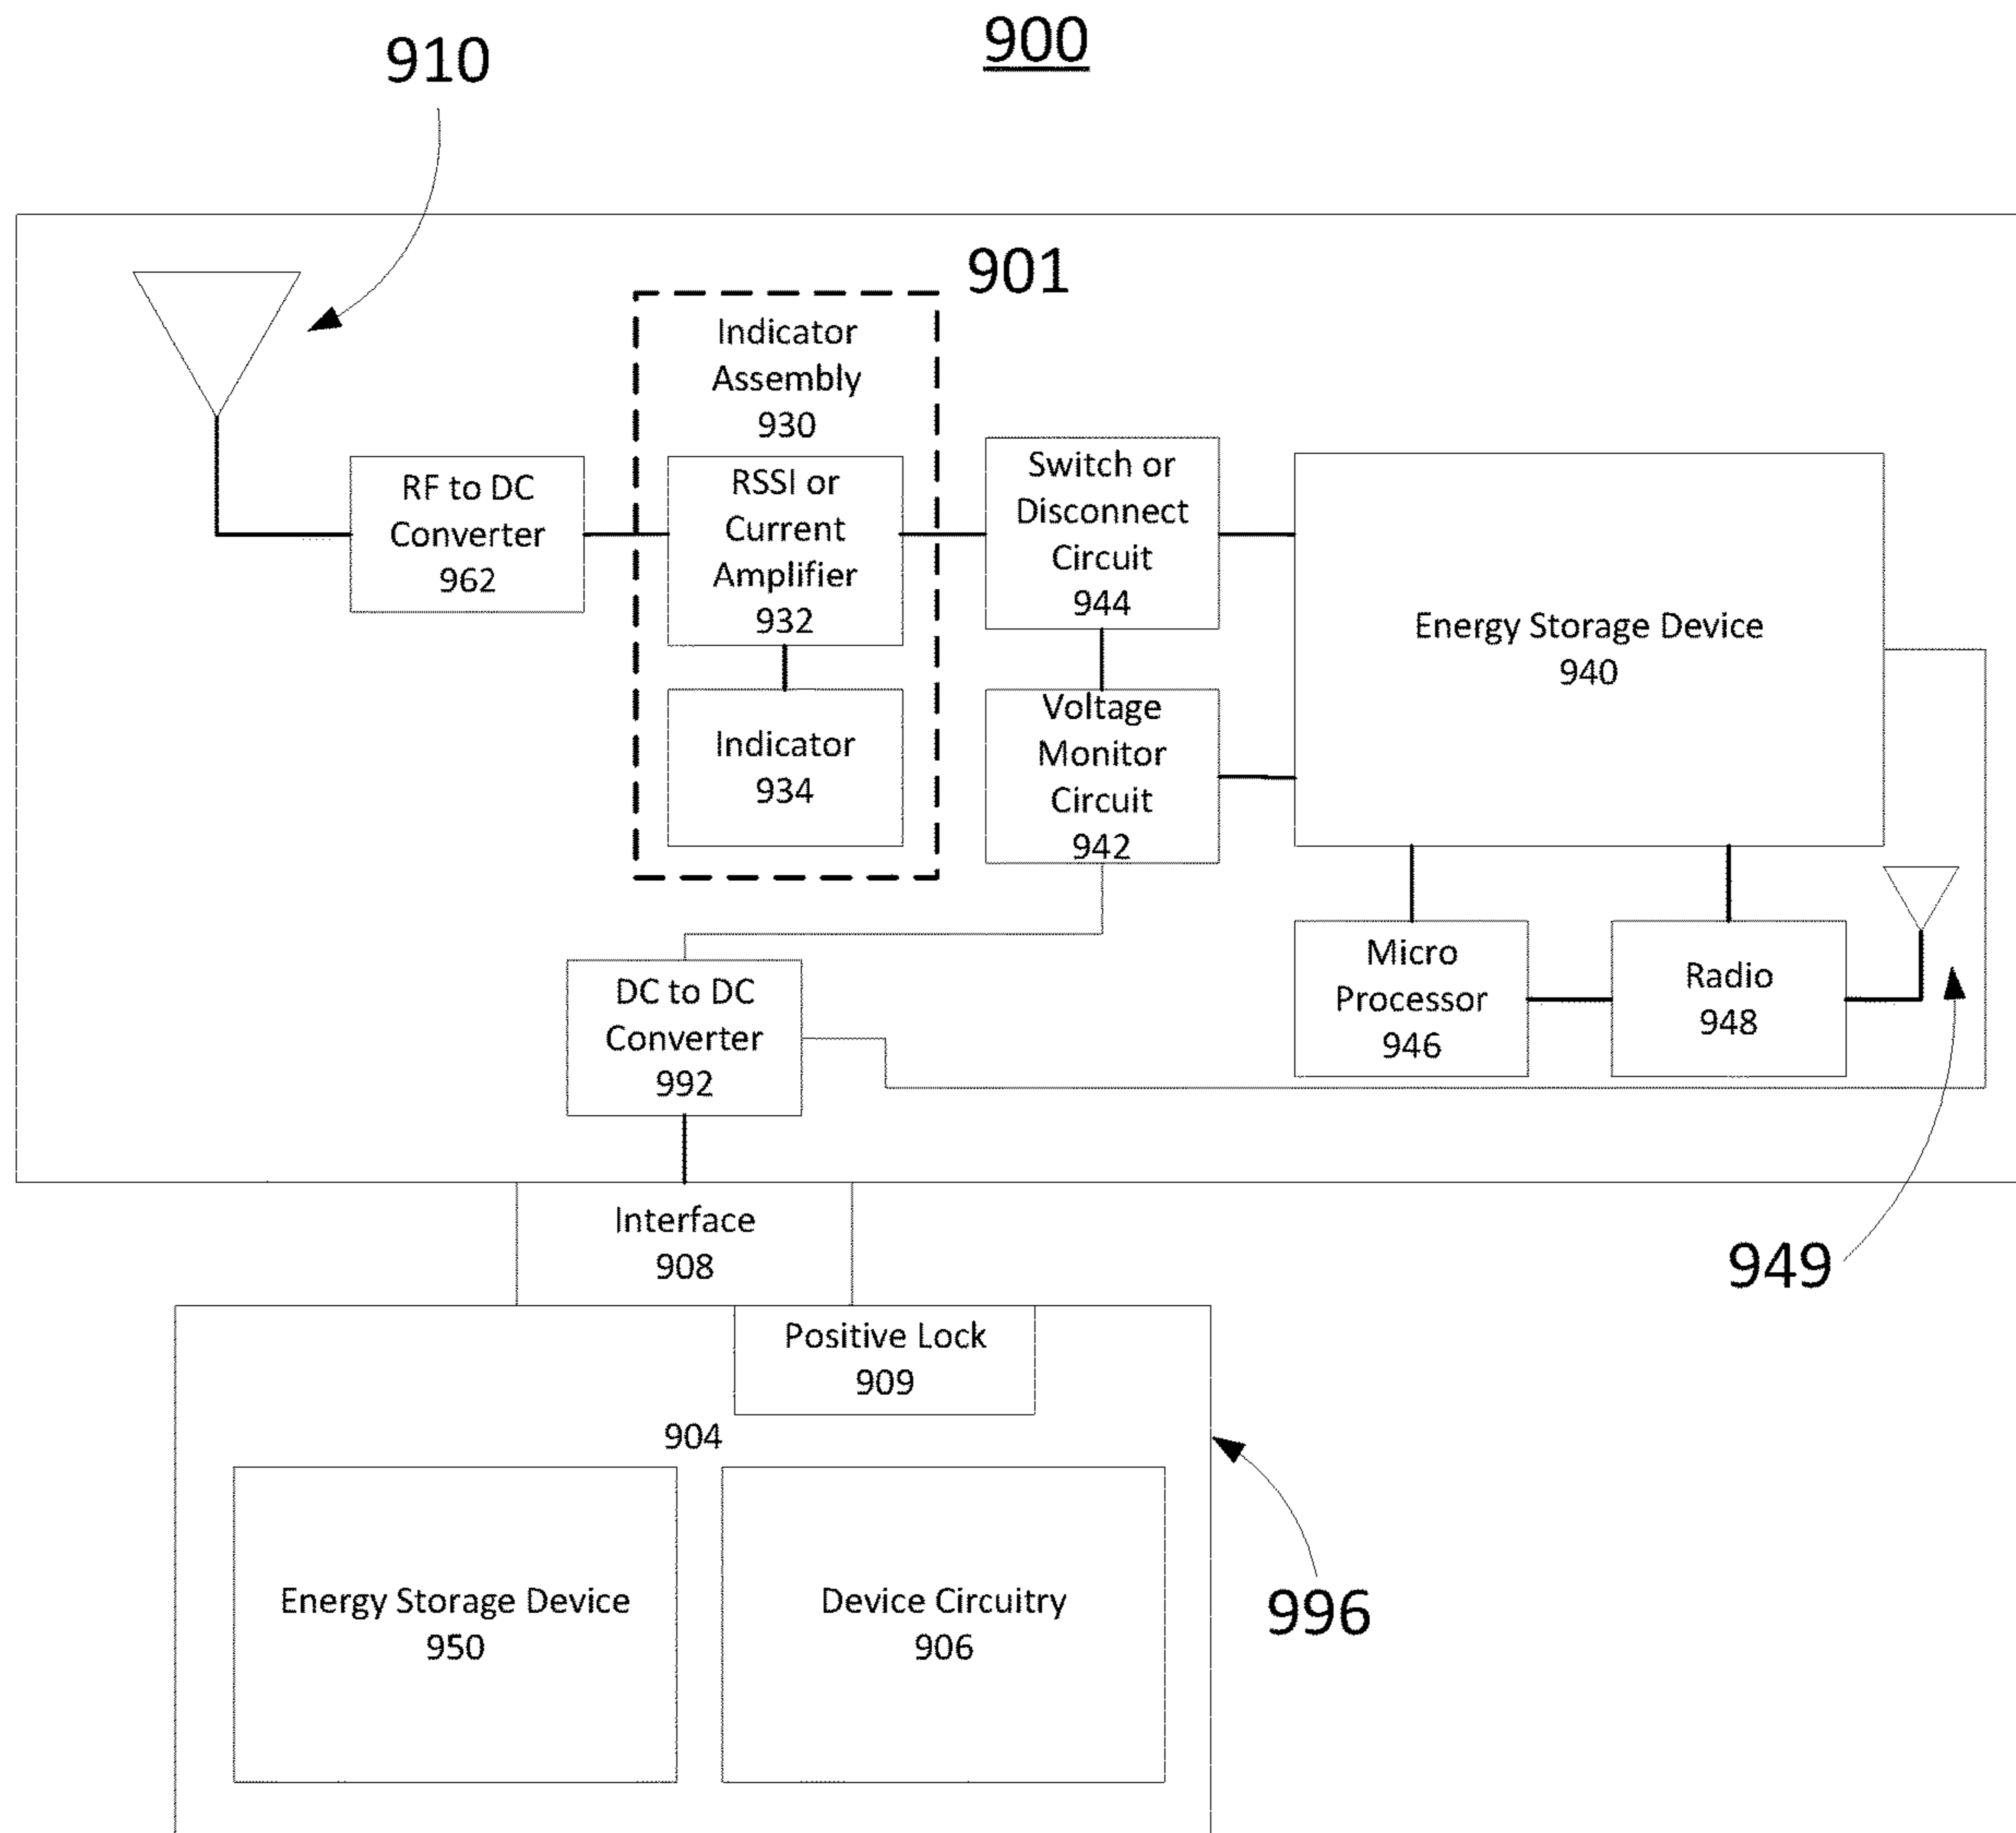 900
910
901
Indicator
Assembly
930
RF to DC
Converter
962
RSSI or
Current
Amplifier
932
Switch or
Disconnect
Circuit
944
Energy Storage Device
940
Indicator
934
Voltage
Monitor
Circuit
942
Micro
Processor
946
Radio
948
DC to DC
Converter
992
949
Interface
908
Positive Lock
909
904
996
Energy Storage Device
950
Device Circuitry
906